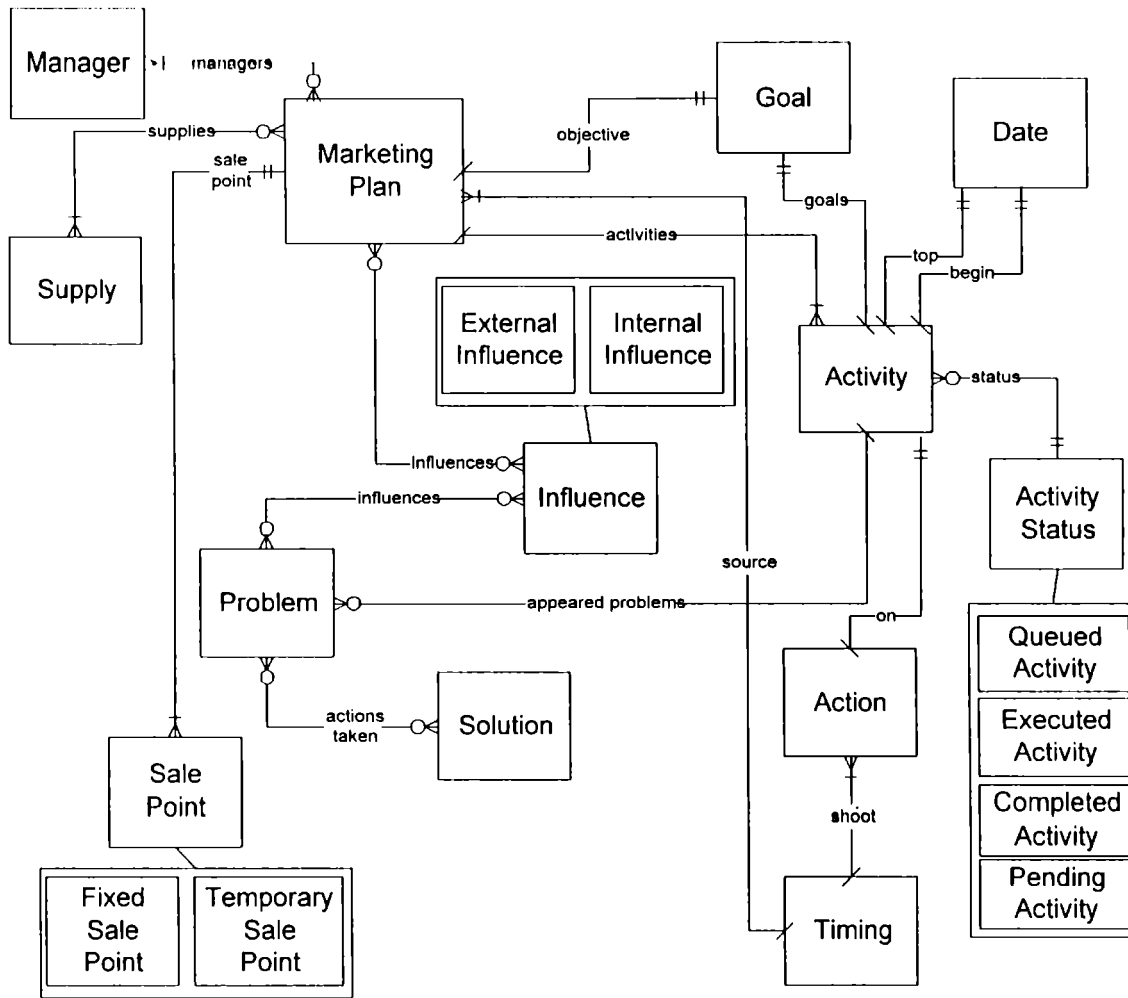 Manager
managers
Goal
Date
supplies
objective
Marketing
Plan
sale
point
goals
activities
top
begin
Supply
External
Influence
Internal
Influence
Activity
status
Influences
influences
Influence
Activity
Status
source
Problem
appeared problems
on
Queued
Activity
Action
Executed
Activity
actions
taken
Solution
Sale
Point
shoot
Completed
Activity
Fixed
Sale
Point
Temporary
Sale
Point
Timing
Pending
Activity